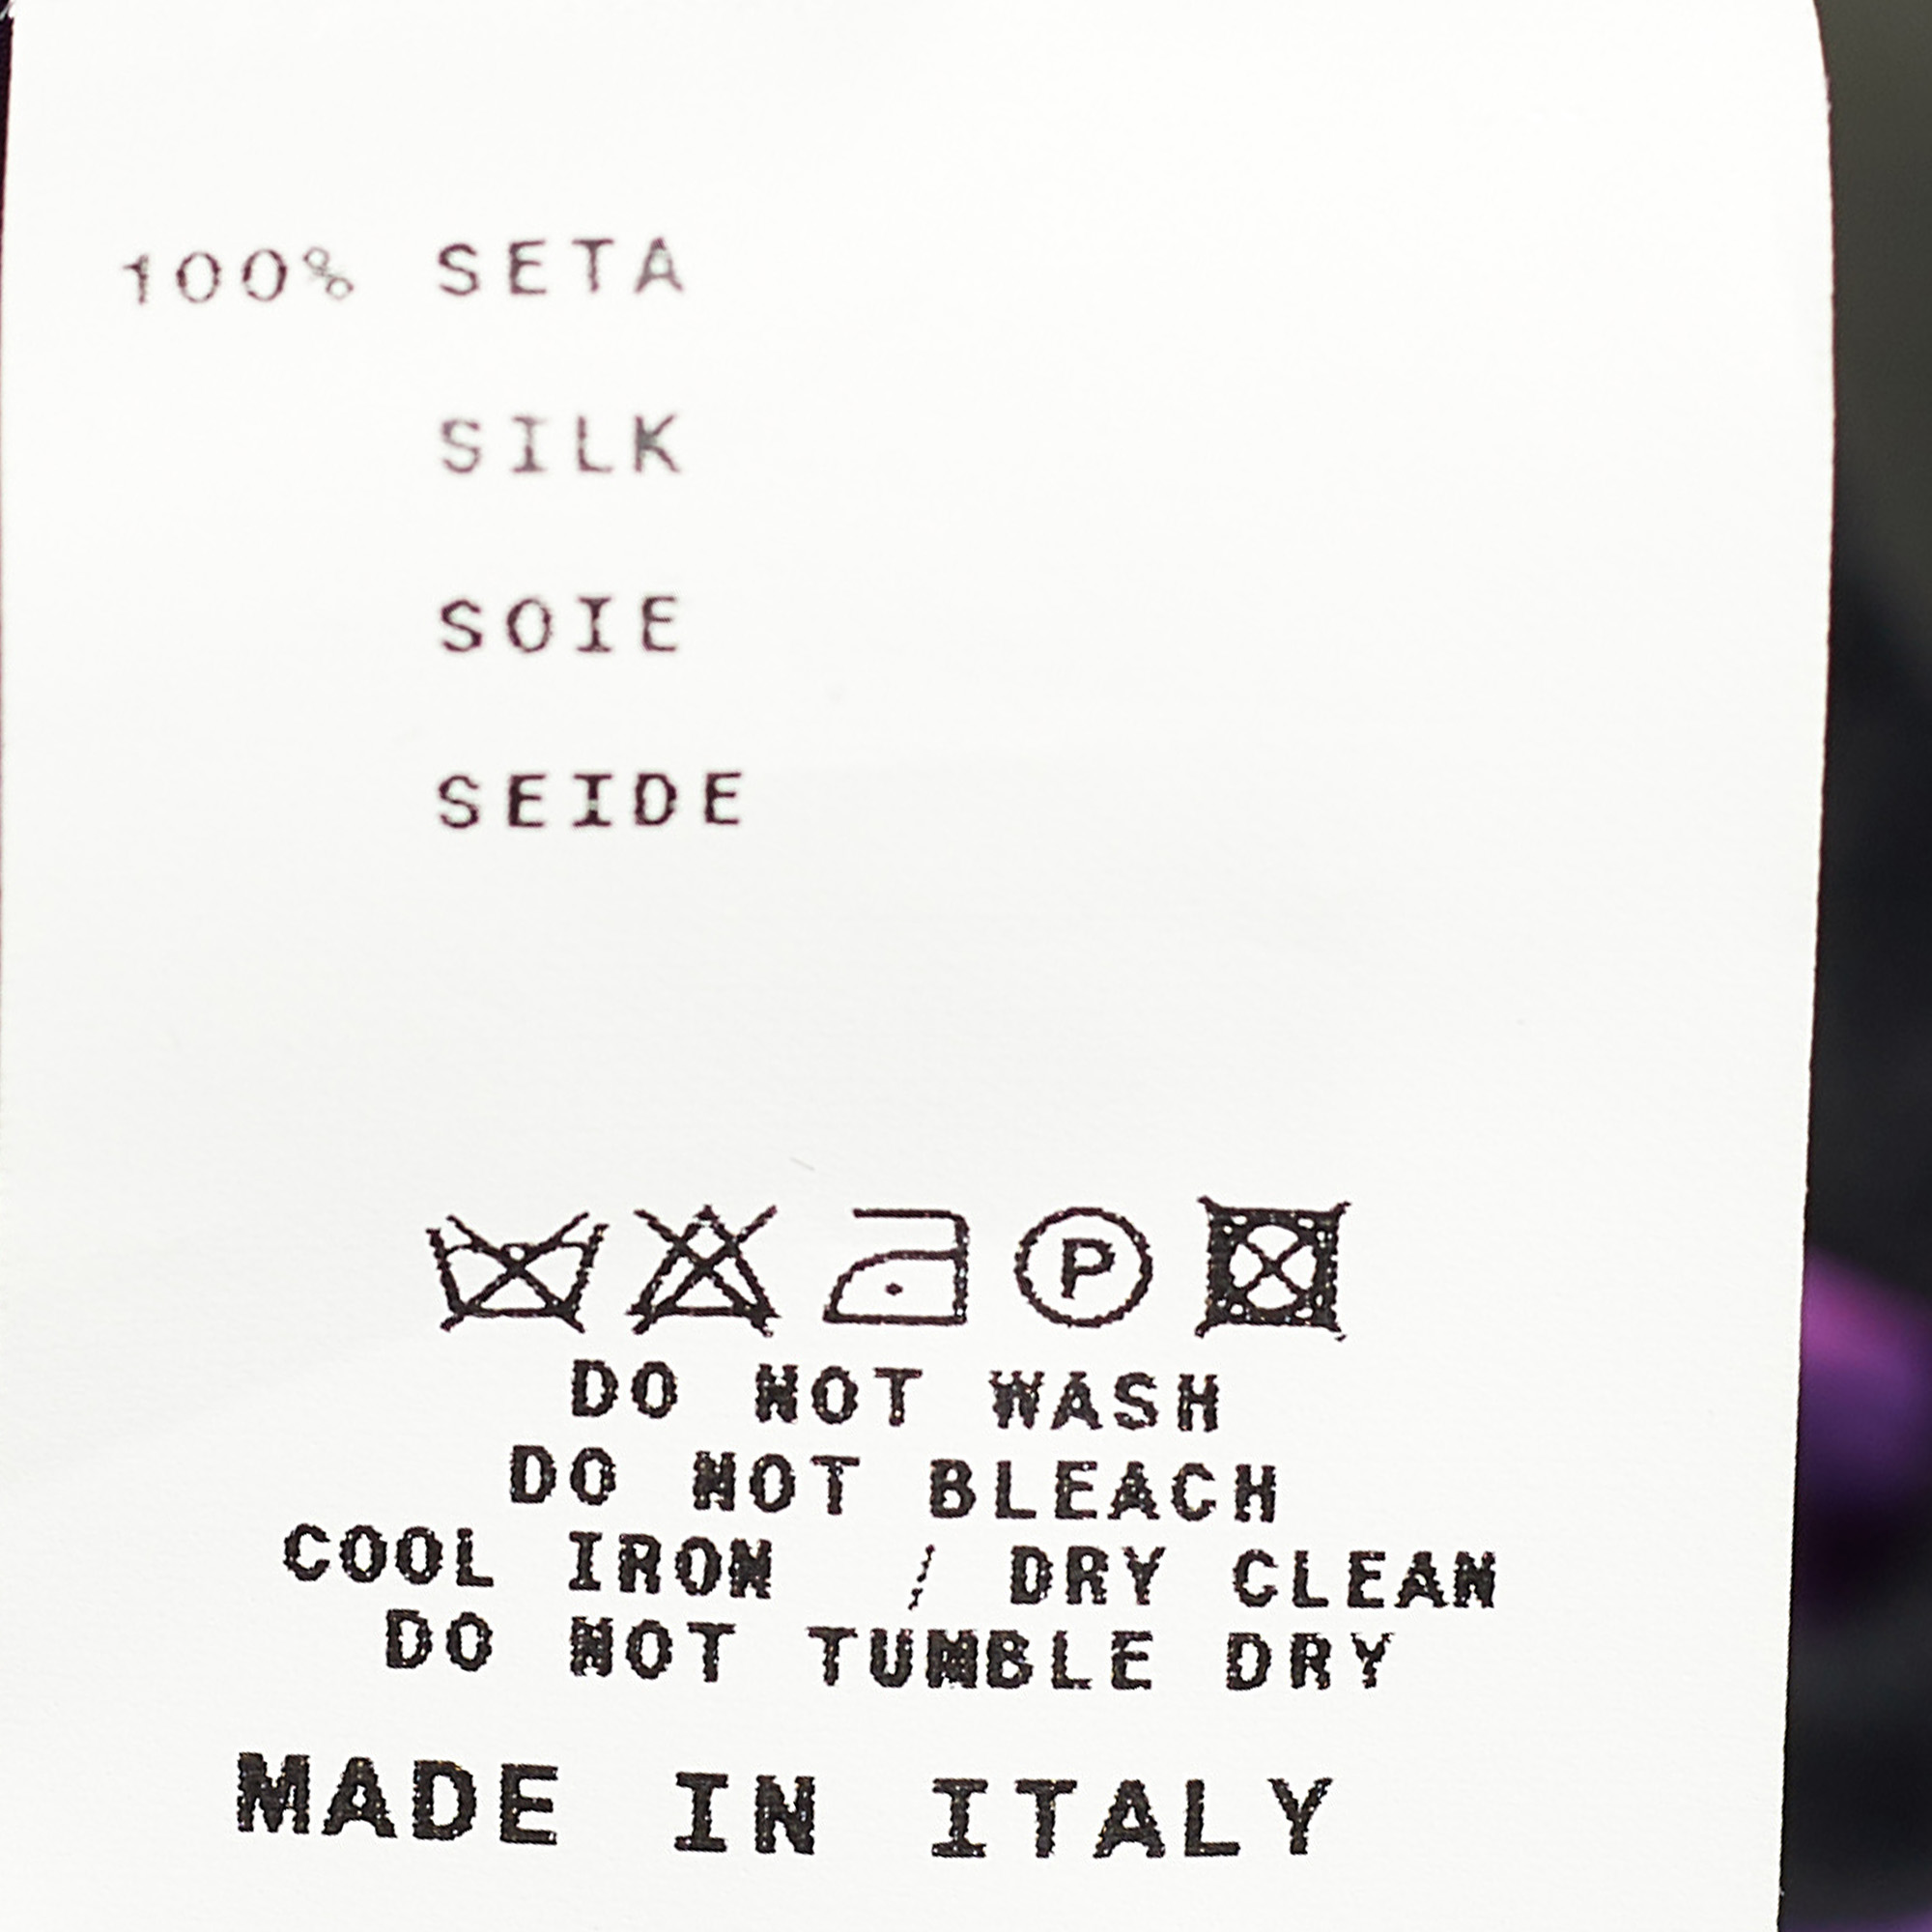 100% SETA
SILK
SOIE
SEIDE
P
DO NOT WASH
DO NOT BLEACH
COOL IRON / DRY CLEAN
DO NOT TUMBLE DRY
MADE IN ITALY